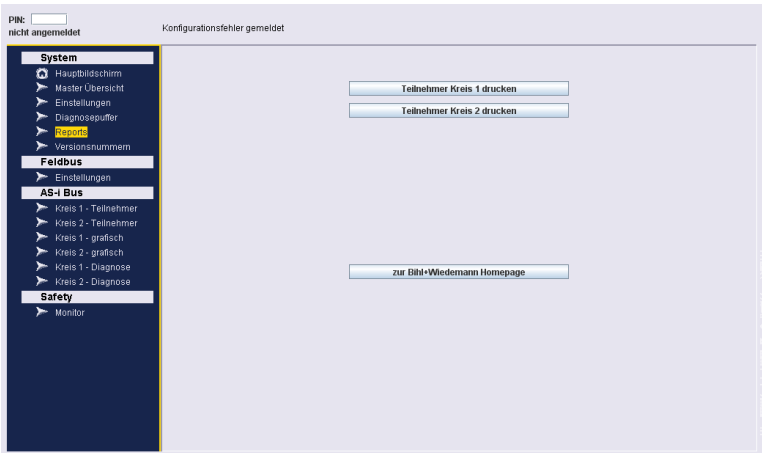 PIN:
nicht angemeldet
Konfigurationsfehler gemeldet
System
Hauptbildschirm
Master Übersicht
Einstellungen
Diagnosepuffer
Reports
Versionsnummern
Feldbus
Einstellungen
AS-i Bus
Kreis 1 - Teilnehmer
Kreis 2 - Teilnehmer
Kreis 1 - grafisch
Kreis 2 - grafisch
Kreis 1 - Diagnose
Kreis 2 - Diagnose
Safety
Monitor
Teilnehmer Kreis 1 drucken
Teilnehmer Kreis 2 drucken
zur Bihl+Wiedemann Homepage